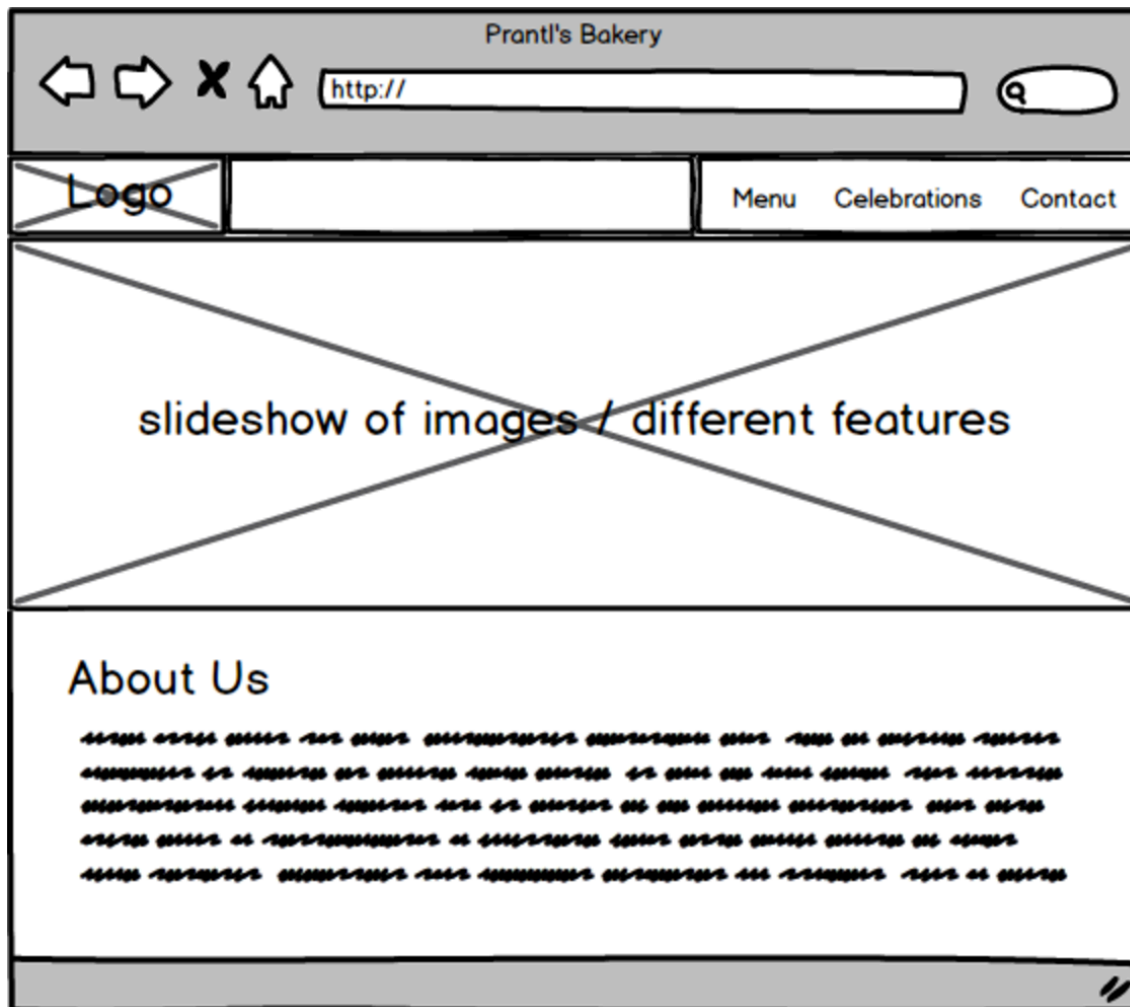 Prantl's Bakery
http://
Logo
Menu Celebrations Contact
slideshow of images / different features
About Us